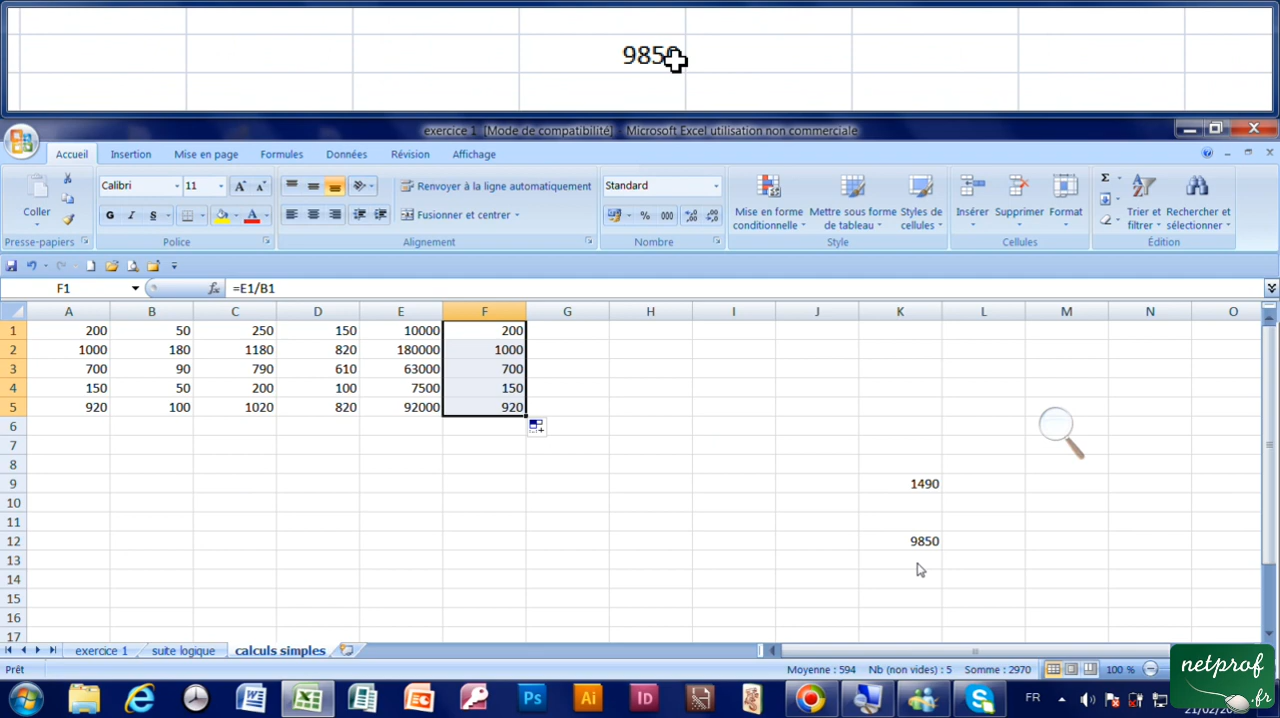 985
exercice 1 [Mode de compatibilité] - Microsoft Excel utilisation non commerciale
Accueil Insertion Mise en page Formules Données Révision Affichage
Coller
Presse-papiers
Calibri 11
G I S
Police
Renvoyer à la ligne automatiquement
Fusionner et centrer
Alignement
Standard
% 000
Nombre
Mise en forme conditionnelle
Mettre sous forme de tableau
Styles de cellules
Style
Insérer Supprimer Format
Cellules
Σ
Trier et filtrer
Rechercher et sélectionner
Édition
F1 fx =E1/B1
A B C D E F G H I J K L M N O
1 200 50 250 150 10000 200
2 1000 180 1180 820 180000 1000
3 700 90 790 610 63000 700
4 150 50 200 100 7500 150
5 920 100 1020 820 92000 920
6
7
8
9 1490
10
11
12 9850
13
14
15
16
17
exercice 1 suite logique calculs simples
Prêt Moyenne : 594 Nb (non vides) : 5 Somme : 2970 100 %
Ps Ai ID FR
netprof
.fr